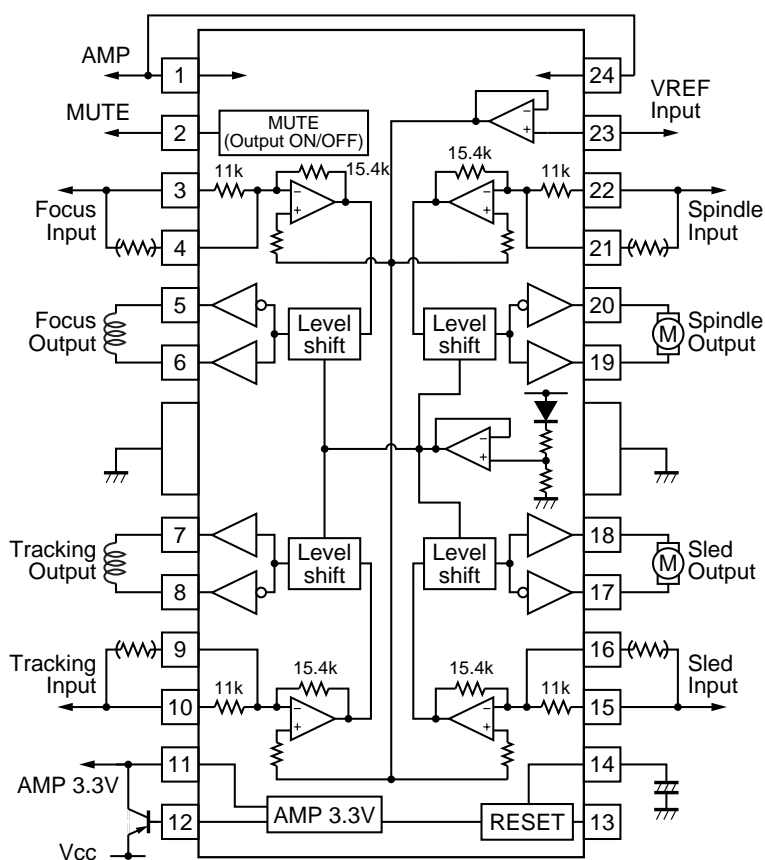 AMP
1
24
VREF
Input
MUTE
2
MUTE
(Output ON/OFF)
23
11k
15.4k
15.4k
11k
3
22
Focus
Input
Spindle
Input
4
21
5
20
Focus
Output
Level
shift
Level
shift
M
Spindle
Output
6
19
7
18
Tracking
Output
Level
shift
Level
shift
M
Sled
Output
8
17
9
16
Tracking
Input
15.4k
15.4k
Sled
Input
11k
11k
10
15
11
14
AMP 3.3V
12
AMP 3.3V
RESET
13
Vcc